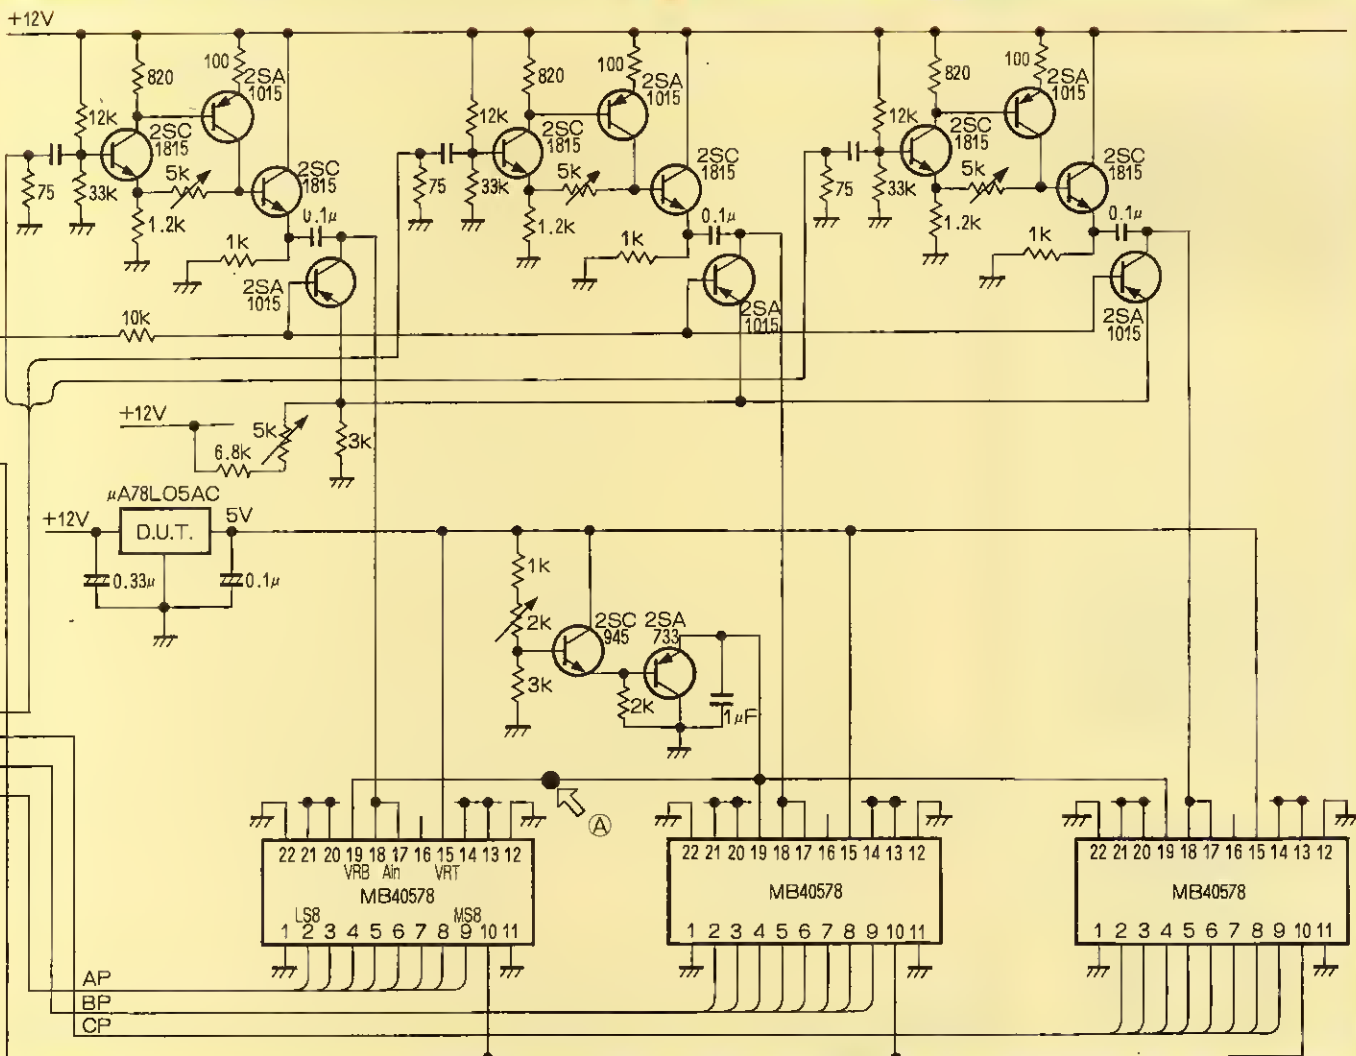 +12V
820 100 2SA 1015
12k 2SC 1815
75 33k 5k 2SC 1815
1.2k 0.1μ
1k
2SA 1015
820 100 2SA 1015
12k 2SC 1815
75 33k 5k 2SC 1815
1.2k 0.1μ
1k
2SA 1015
820 100 2SA 1015
12k 2SC 1815
75 33k 5k 2SC 1815
1.2k 0.1μ
1k
2SA 1015
10k
+12V
5k
6.8k
3k
μA78L05AC
+12V D.U.T. 5V
0.33μ 0.1μ
1k
2k
2SC 945
2SA 733
3k
2k
1μF
Ⓐ
22 21 20 19 18 17 16 15 14 13 12
VRB Ain VRT
MB40578
LS8 MS8
1 2 3 4 5 6 7 8 9 10 11
22 21 20 19 18 17 16 15 14 13 12
MB40578
1 2 3 4 5 6 7 8 9 10 11
22 21 20 19 18 17 16 15 14 13 12
MB40578
1 2 3 4 5 6 7 8 9 10 11
AP
BP
CP